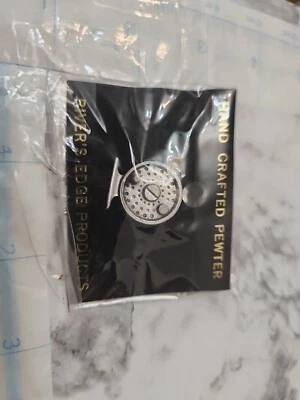 HAND CRAFTED PEWTER
RIVER'S EDGE PRODUCTS